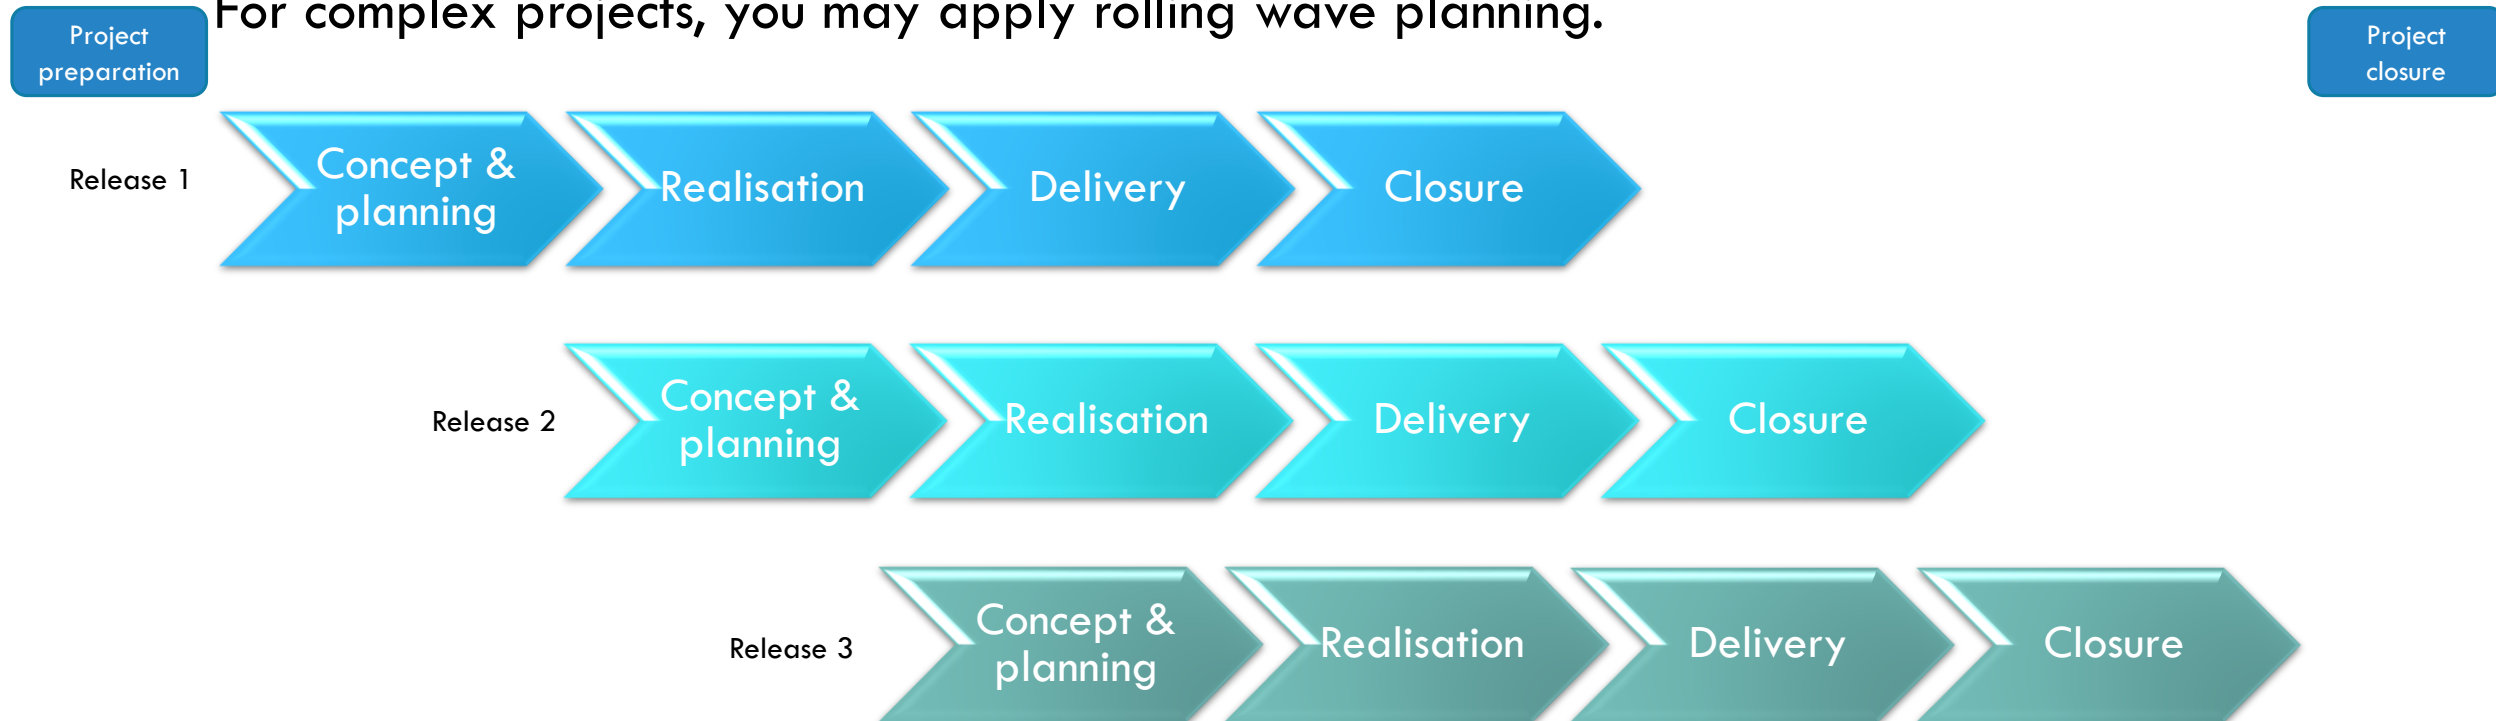 For complex projects, you may apply rolling wave planning.
Project
preparation
Project
closure
Release 1
Concept &
planning
Realisation
Delivery
Closure
Release 2
Concept &
planning
Realisation
Delivery
Closure
Release 3
Concept &
planning
Realisation
Delivery
Closure